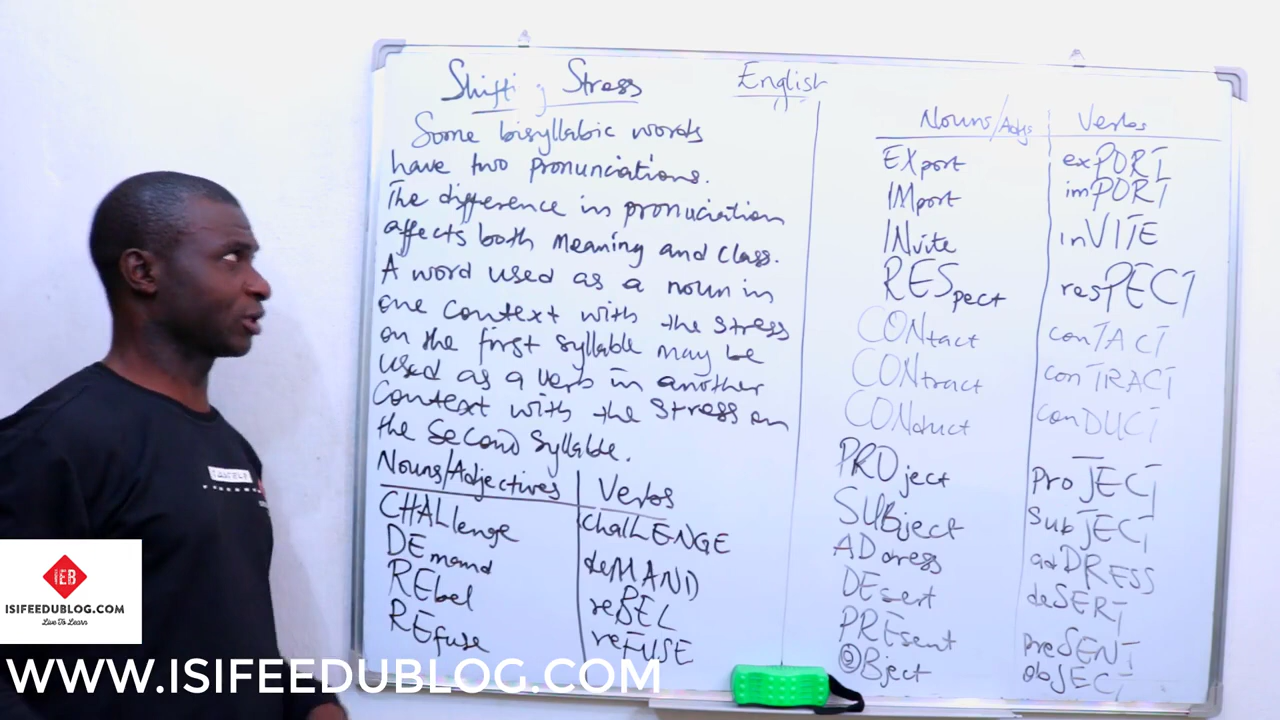 Shifting Stress
English
Some bisyllabic words
have two pronunciations.
The difference in pronuciation
affects both meaning and class.
A word used as a noun in
one context with the stress
on the first syllable may be
used as a verb in another
context with the stress on
the second syllable.
Nouns/Adjectives Verbs
CHALlenge chalLENGE
DEmand deMAND
REbel reBEL
REfuse reFUSE
Nouns/Adjs Verbs
EXport exPORT
IMport imPORT
INvite inVITE
RESpect resPECT
CONtact conTACT
CONtract conTRACT
CONduct conDUCT
PROject proJECT
SUBject subJECT
ADdress adDRESS
DEsert deSERT
PREsent preSENT
OBject obJECT
IEB
ISIFEEDUBLOG.COM
Live To Learn
WWW.ISIFEEDUBLOG.COM